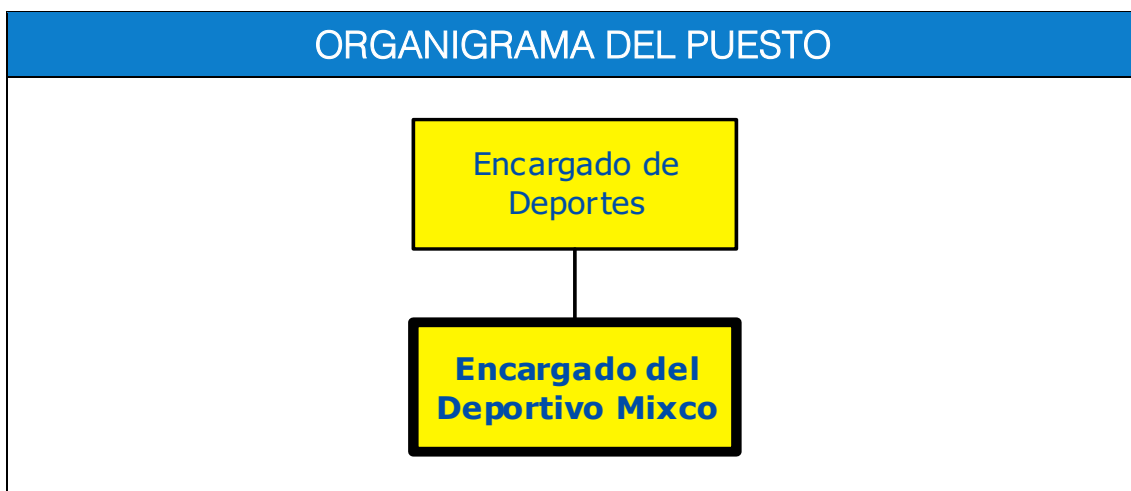 ORGANIGRAMA DEL PUESTO
Encargado de
Deportes
Encargado del
Deportivo Mixco